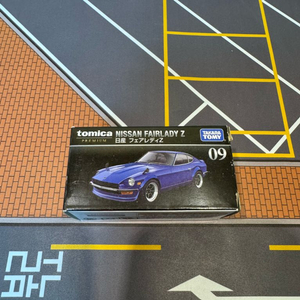 tomica NISSAN FAIRLADY Z
PREMIUM 日産 フェアレディZ
TAKARA TOMY
09